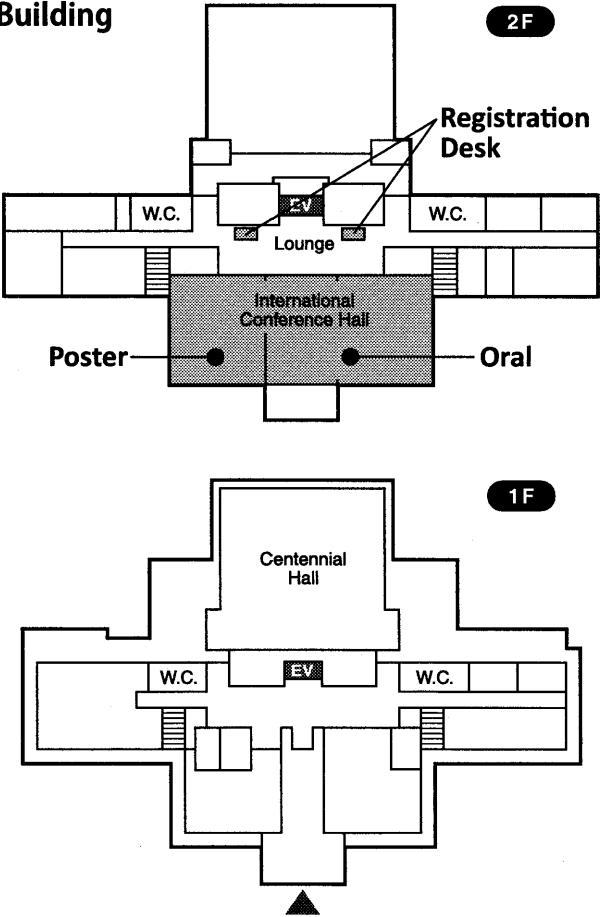 Building
2F
Registration
Desk
W.C.
EV
W.C.
Lounge
International
Conference Hall
Poster
Oral
1F
Centennial
Hall
W.C.
EV
W.C.